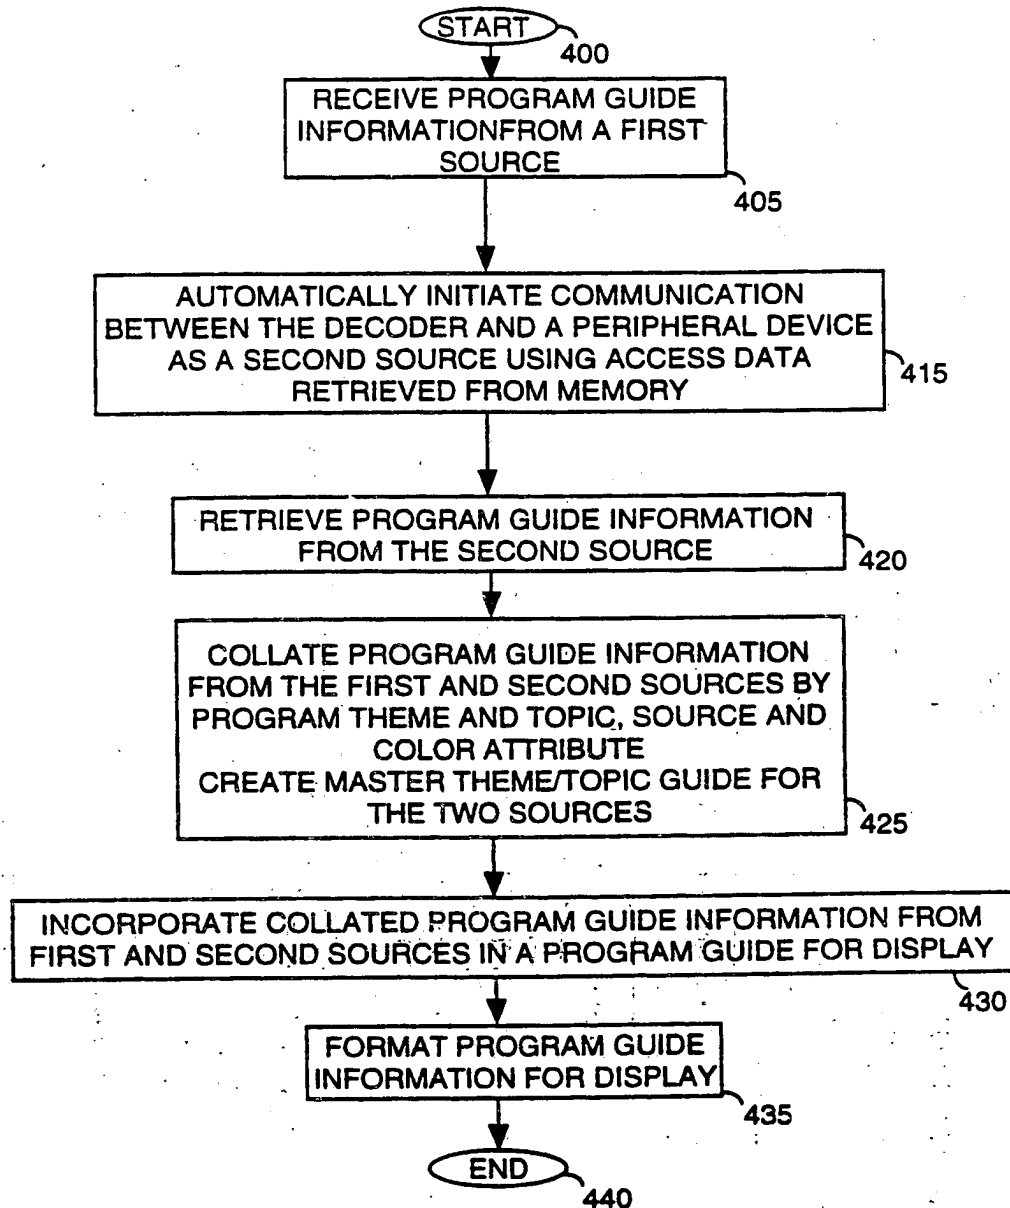 START
400
RECEIVE PROGRAM GUIDE
INFORMATIONFROM A FIRST
SOURCE
405
AUTOMATICALLY INITIATE COMMUNICATION
BETWEEN THE DECODER AND A PERIPHERAL DEVICE
AS A SECOND SOURCE USING ACCESS DATA
RETRIEVED FROM MEMORY
415
RETRIEVE PROGRAM GUIDE INFORMATION
FROM THE SECOND SOURCE
420
COLLATE PROGRAM GUIDE INFORMATION
FROM THE FIRST AND SECOND SOURCES BY
PROGRAM THEME AND TOPIC, SOURCE AND
COLOR ATTRIBUTE
CREATE MASTER THEME/TOPIC GUIDE FOR
THE TWO SOURCES
425
INCORPORATE COLLATED PROGRAM GUIDE INFORMATION FROM
FIRST AND SECOND SOURCES IN A PROGRAM GUIDE FOR DISPLAY
430
FORMAT PROGRAM GUIDE
INFORMATION FOR DISPLAY
435
END
440